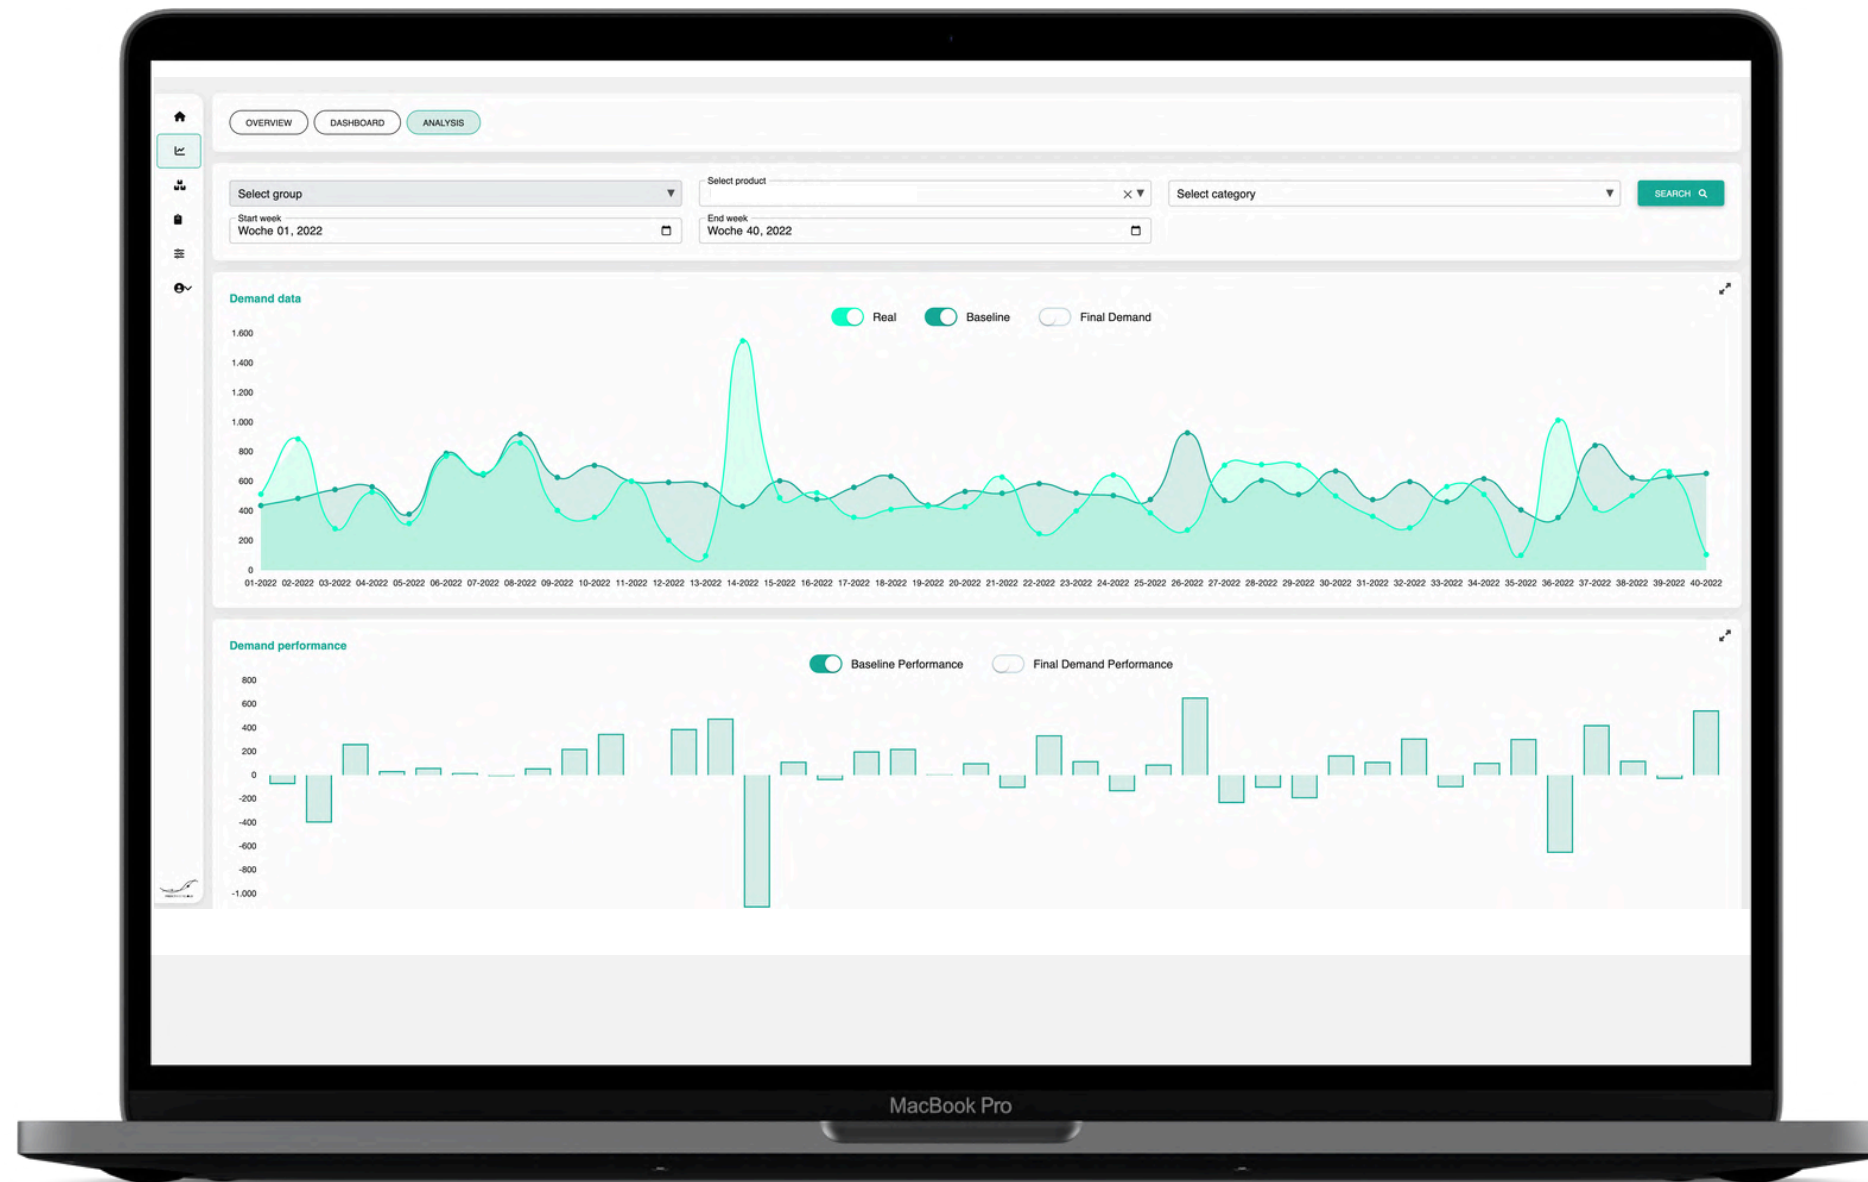 OVERVIEW DASHBOARD ANALYSIS
Select group Select product Select category SEARCH
Start week End week
Woche 01, 2022 Woche 40, 2022
Demand data
Real Baseline Final Demand
1.600
1.400
1.200
1.000
800
600
400
200
0
01-2022 02-2022 03-2022 04-2022 05-2022 06-2022 07-2022 08-2022 09-2022 10-2022 11-2022 12-2022 13-2022 14-2022 15-2022 16-2022 17-2022 18-2022 19-2022 20-2022 21-2022 22-2022 23-2022 24-2022 25-2022 26-2022 27-2022 28-2022 29-2022 30-2022 31-2022 32-2022 33-2022 34-2022 35-2022 36-2022 37-2022 38-2022 39-2022 40-2022
Demand performance
Baseline Performance Final Demand Performance
800
600
400
200
0
-200
-400
-600
-800
-1.000
MacBook Pro